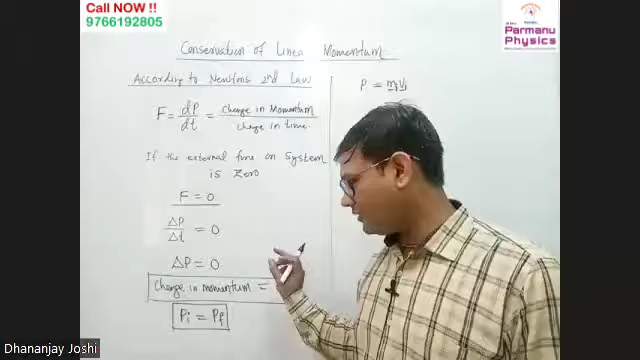 Call NOW !!
9766192805
Parmanu
Physics
Conservation of Linea Momentum
According to Newtons 2nd Law
F = dP/dt = Change in Momentum / change in time
If the external force on System
is Zero
F = 0
ΔP/Δt = 0
ΔP = 0
Change in momentum =
Pi = Pf
P = m₁v₁
Dhananjay Joshi